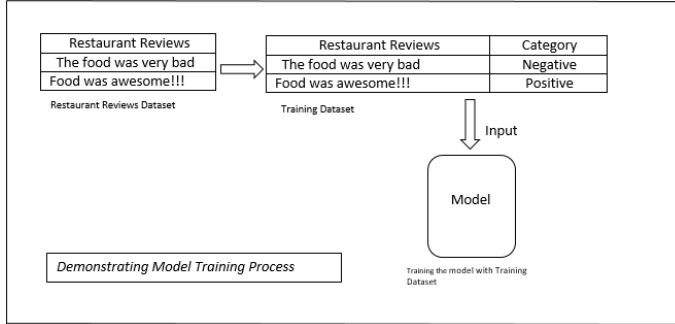 Restaurant Reviews
The food was very bad
Food was awesome!!!
Restaurant Reviews Dataset
Restaurant Reviews Category
The food was very bad Negative
Food was awesome!!! Positive
Training Dataset
Input
Model
Training the model with Training
Dataset
Demonstrating Model Training Process